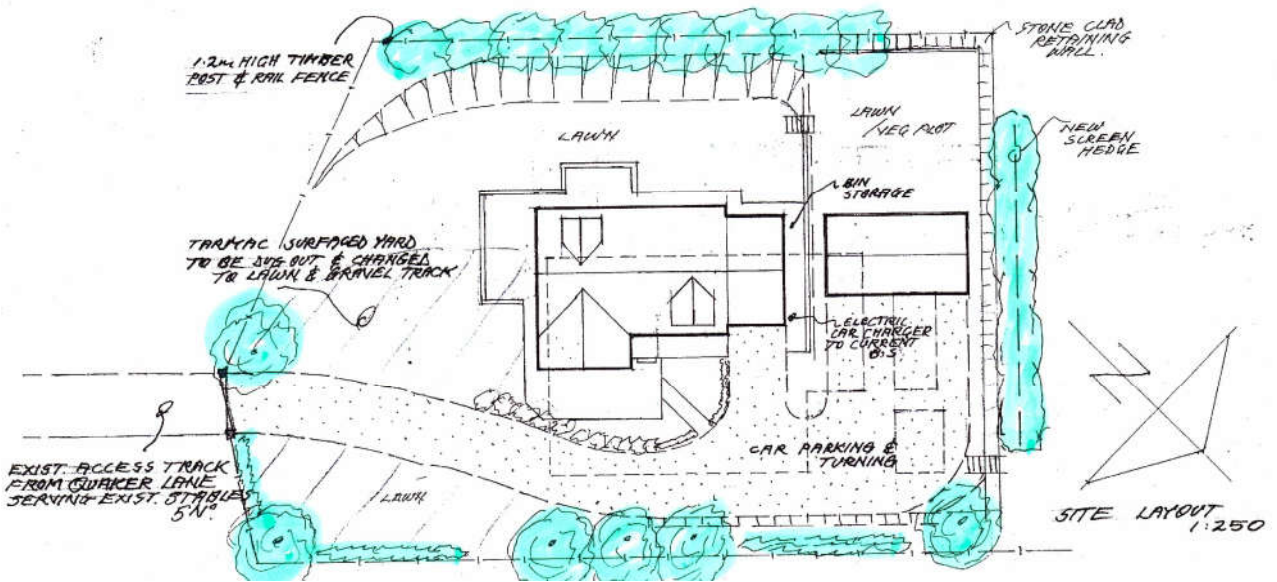 1·2m HIGH TIMBER
POST & RAIL FENCE
STONE CLAD
RETAINING
WALL.
LAWN
LAWN
/VEG PLOT
NEW
SCREEN
HEDGE
BIN
STORAGE
TARMAC SURFACED YARD
TO BE DUG OUT & CHANGED
TO LAWN & GRAVEL TRACK
ELECTRIC
CAR CHARGER
TO CURRENT
B.S
CAR PARKING &
TURNING
EXIST. ACCESS TRACK
FROM QUAKER LANE
SERVING EXIST. STABLES
5Nº
LAWN
N
SITE LAYOUT
1:250